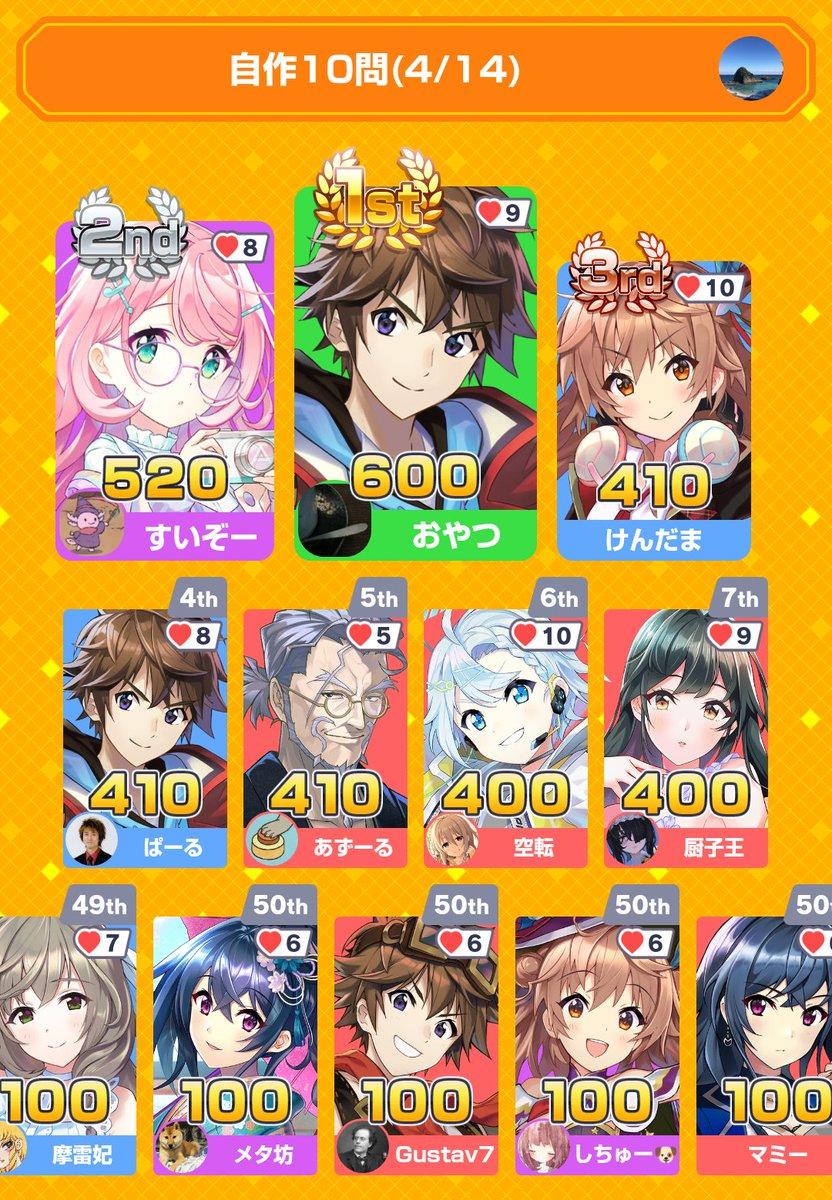 自作10問(4/14)
2nd
8
520
すいぞー
1st
9
600
おやつ
3rd
10
410
けんだま
4th
8
410
ぱーる
5th
5
410
あずーる
6th
10
400
空転
7th
9
400
厨子王
49th
7
100
摩雷妃
50th
6
100
メタ坊
50th
6
100
Gustav7
50th
6
100
しちゅー🐶
50
100
マミー